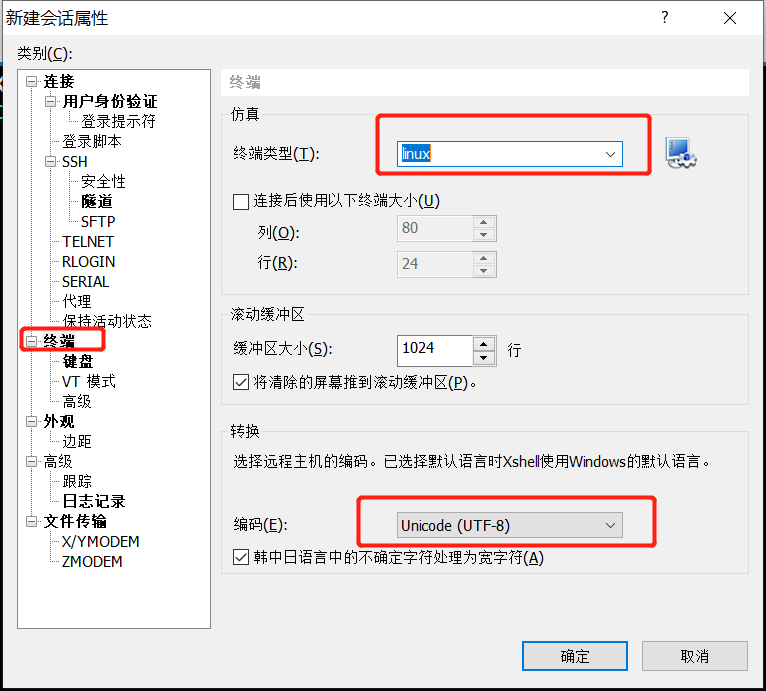 新建会话属性
?
类别(C):
连接
用户身份验证
登录提示符
登录脚本
SSH
安全性
隧道
SFTP
TELNET
RLOGIN
SERIAL
代理
保持活动状态
终端
键盘
VT 模式
高级
外观
边距
高级
跟踪
日志记录
文件传输
X/YMODEM
ZMODEM
终端
仿真
终端类型(T):
linux
连接后使用以下终端大小(U)
列(O):
80
行(R):
24
滚动缓冲区
缓冲区大小(S):
1024
行
将清除的屏幕推到滚动缓冲区(P)。
转换
选择远程主机的编码。已选择默认语言时Xshell使用Windows的默认语言。
编码(E):
Unicode (UTF-8)
韩中日语言中的不确定字符处理为宽字符(A)
确定
取消